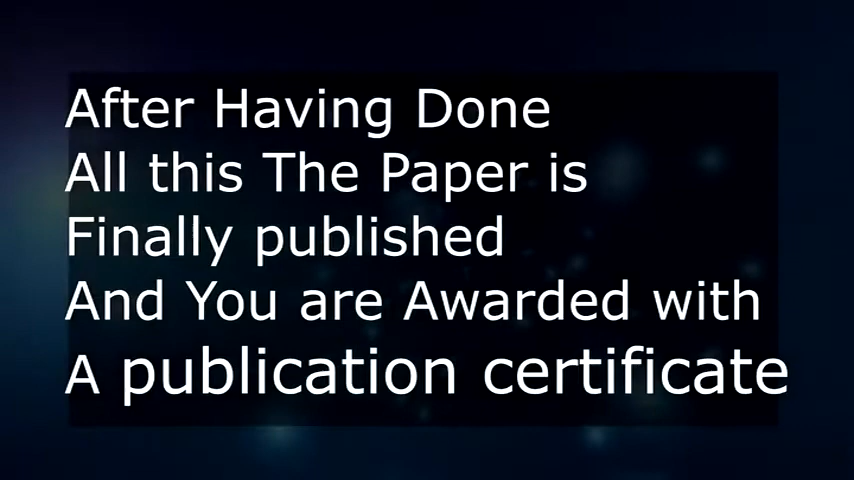 After Having Done
All this The Paper is
Finally published
And You are Awarded with
A publication certificate